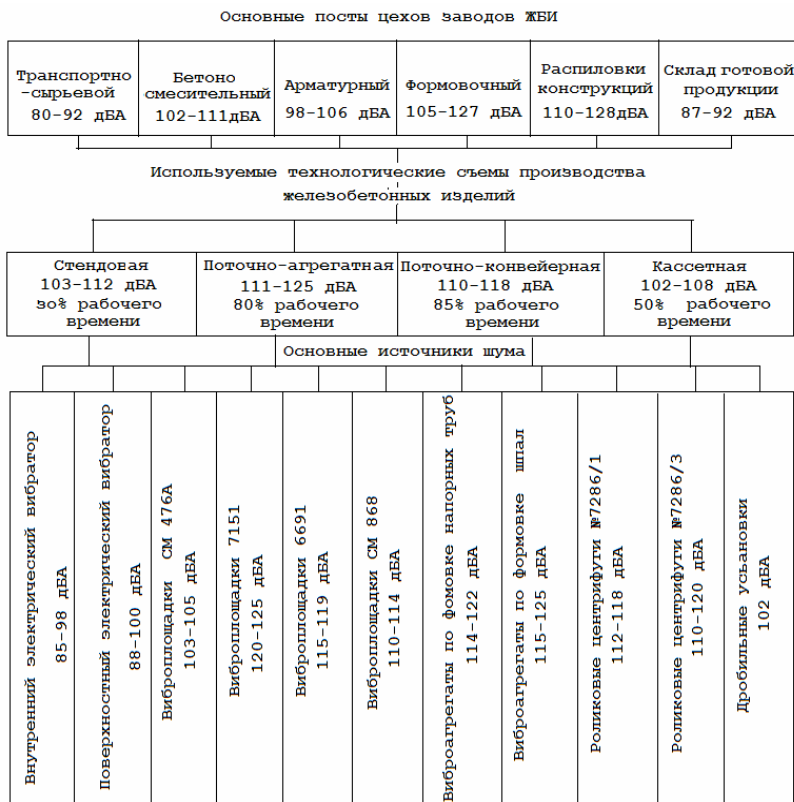 Основные посты цехов заводов ЖБИ
Транспортно
-сырьевой
80-92 дБА
Бетоно
смесительный
102-111дБА
Арматурный
98-106 дБА
Формовочный
105-127 дБА
Распиловки
конструкций
110-128дБА
Склад готовой
продукции
87-92 дБА
Используемые технологические съемы производства
железобетонных изделий
Стендовая
103-112 дБА
30% рабочего
времени
Поточно-агрегатная
111-125 дБА
80% рабочего
времени
Поточно-конвейерная
110-118 дБА
85% рабочего
времени
Кассетная
102-108 дБА
50% рабочего
времени
Основные источники шума
Внутренний электрический вибратор
85-98 дБА
Поверхностный электрический вибратор
88-100 дБА
Виброплощадки СМ 476А
103-105 дБА
Виброплощадки 7151
120-125 дБА
Виброплощадки 6691
115-119 дБА
Виброплощадки СМ 868
110-114 дБА
Виброагрегаты по фомовке напорных труб
114-122 дБА
Виброагрегаты по формовке шпал
115-125 дБА
Роликовые центрифуги №7286/1
112-118 дБА
Роликовые центрифуги №7286/3
110-120 дБА
Дробильные усьановки
102 дБА